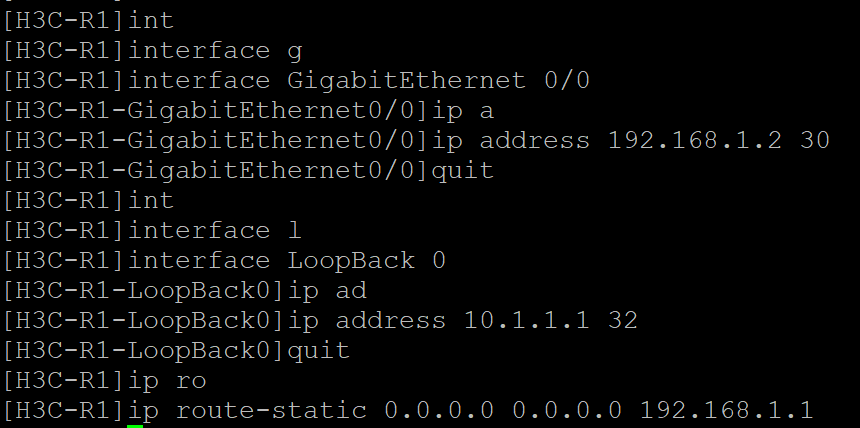 [H3C-R1]int
[H3C-R1]interface g
[H3C-R1]interface GigabitEthernet 0/0
[H3C-R1-GigabitEthernet0/0]ip a
[H3C-R1-GigabitEthernet0/0]ip address 192.168.1.2 30
[H3C-R1-GigabitEthernet0/0]quit
[H3C-R1]int
[H3C-R1]interface l
[H3C-R1]interface LoopBack 0
[H3C-R1-LoopBack0]ip ad
[H3C-R1-LoopBack0]ip address 10.1.1.1 32
[H3C-R1-LoopBack0]quit
[H3C-R1]ip ro
[H3C-R1]ip route-static 0.0.0.0 0.0.0.0 192.168.1.1